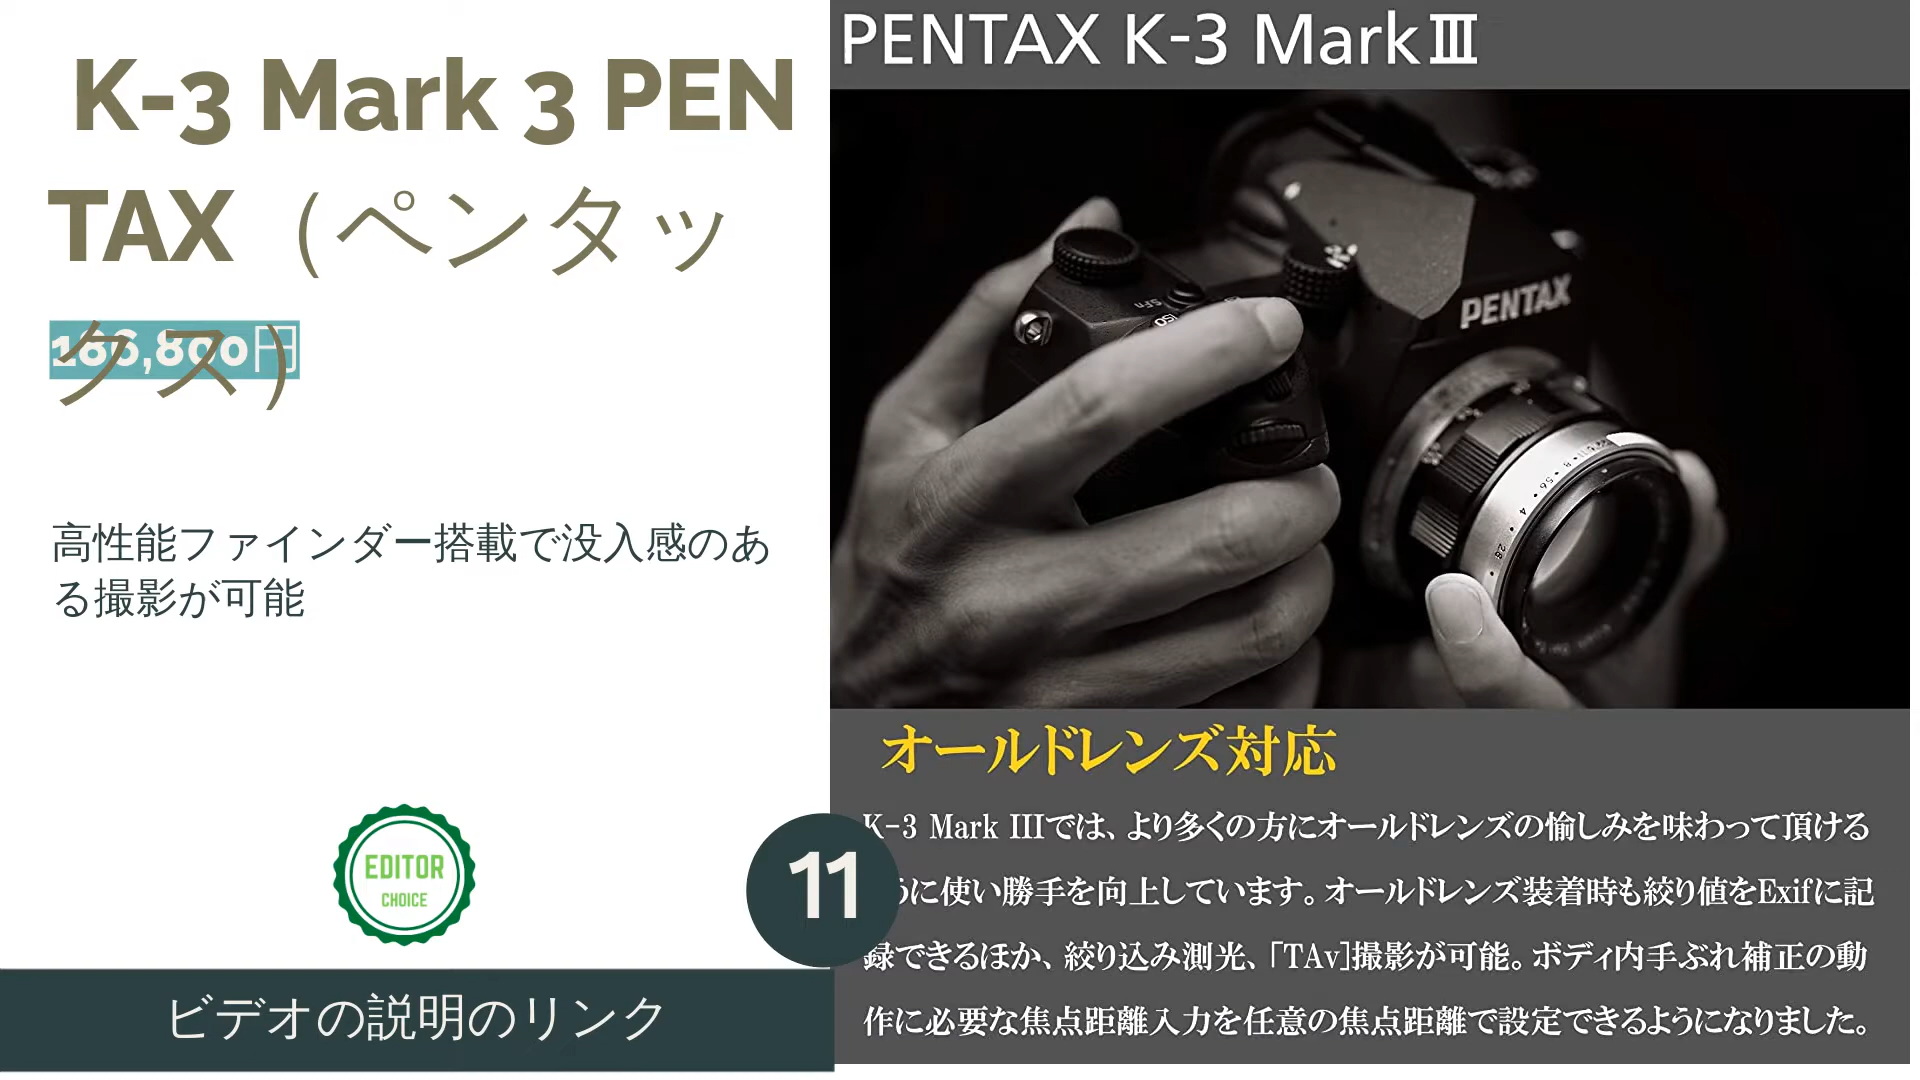 K-3 Mark 3 PEN
TAX（ペンタッ
クス）
186,800円
高性能ファインダー搭載で没入感のあ
る撮影が可能
EDITOR
CHOICE
ビデオの説明のリンク
11
PENTAX K-3 MarkⅢ
SFn
ISO
PENTAX
オールドレンズ対応
K-3 Mark IIIでは、より多くの方にオールドレンズの愉しみを味わって頂ける
うに使い勝手を向上しています。オールドレンズ装着時も絞り値をExifに記
録できるほか、絞り込み測光、「TAv」撮影が可能。ボディ内手ぶれ補正の動
作に必要な焦点距離入力を任意の焦点距離で設定できるようになりました。